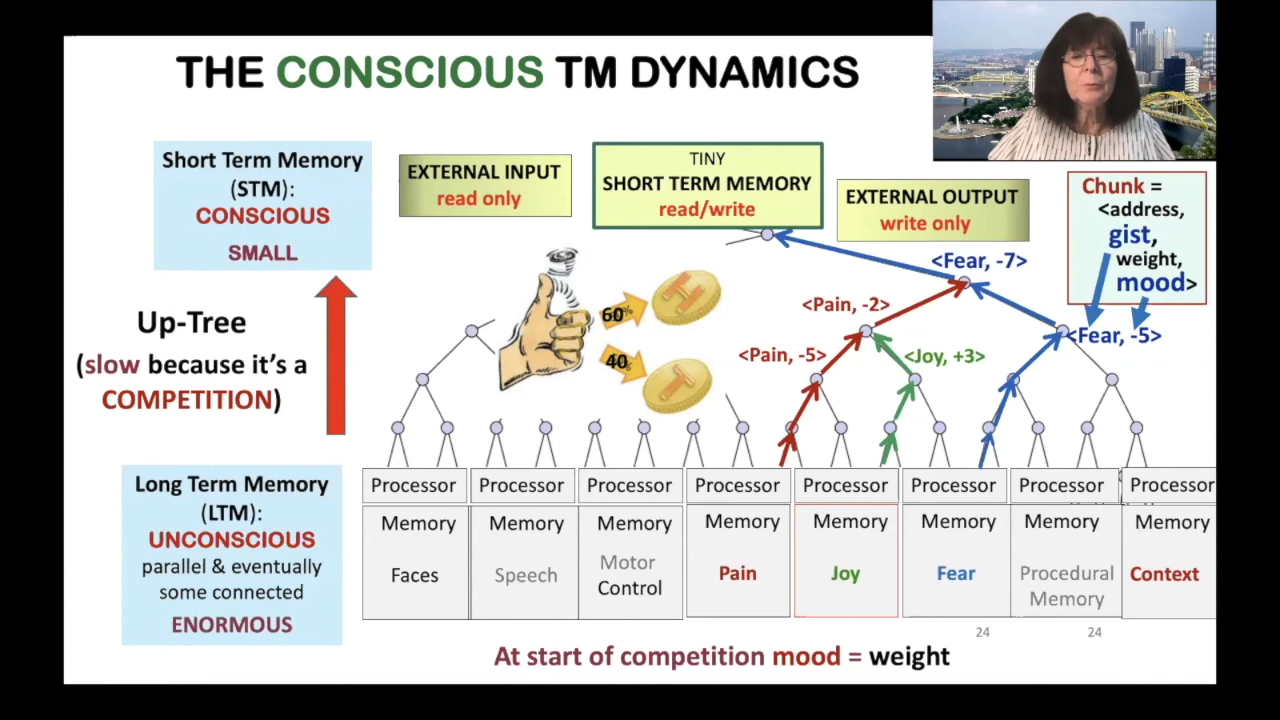 THE CONSCIOUS TM DYNAMICS
Short Term Memory
(STM):
CONSCIOUS
SMALL
EXTERNAL INPUT
read only
TINY
SHORT TERM MEMORY
read/write
EXTERNAL OUTPUT
write only
Chunk =
<address,
gist,
weight,
mood>
<Fear, -7>
<Pain, -2>
<Fear, -5>
<Pain, -5>
<Joy, +3>
60%
H
40%
T
Up-Tree
(slow because it's a
COMPETITION)
Long Term Memory
(LTM):
UNCONSCIOUS
parallel & eventually
some connected
ENORMOUS
Processor Processor Processor Processor Processor Processor Processor Processor
Memory Memory Memory Memory Memory Memory Memory Memory
Faces Speech Motor Control Pain Joy Fear Procedural Memory Context
24 24
At start of competition mood = weight